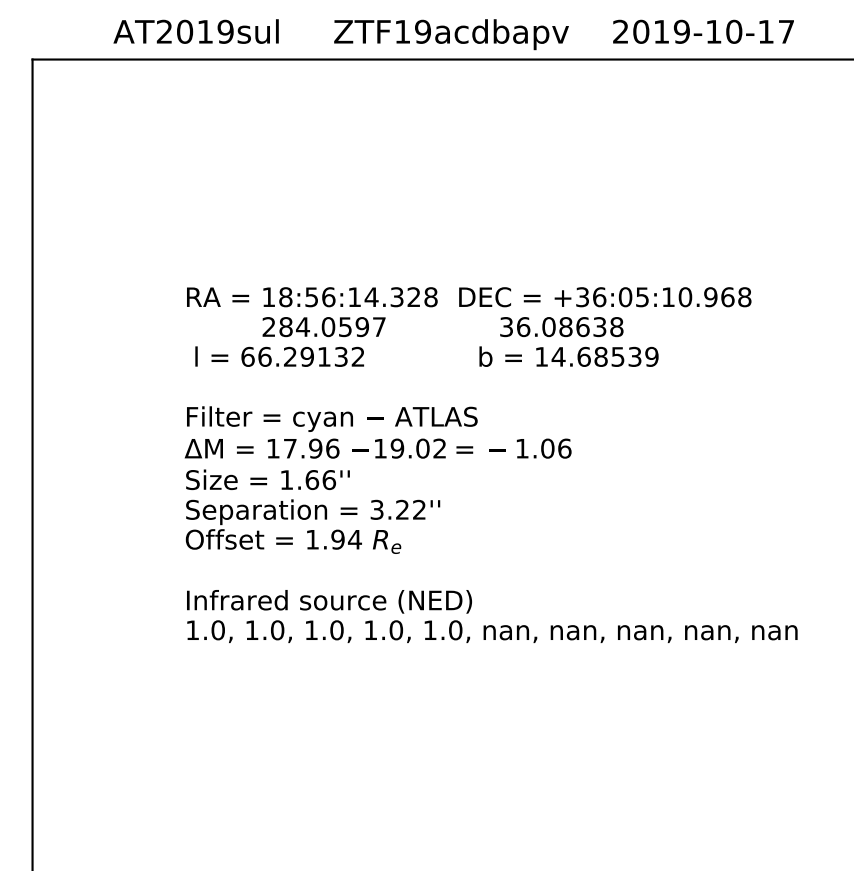 AT2019sul ZTF19acdbapv 2019-10-17
RA = 18:56:14.328 DEC = +36:05:10.968
284.0597 36.08638
l = 66.29132 b = 14.68539
Filter = cyan − ATLAS
ΔM = 17.96 −19.02 = − 1.06
Size = 1.66''
Separation = 3.22''
Offset = 1.94 Re
Infrared source (NED)
1.0, 1.0, 1.0, 1.0, 1.0, nan, nan, nan, nan, nan